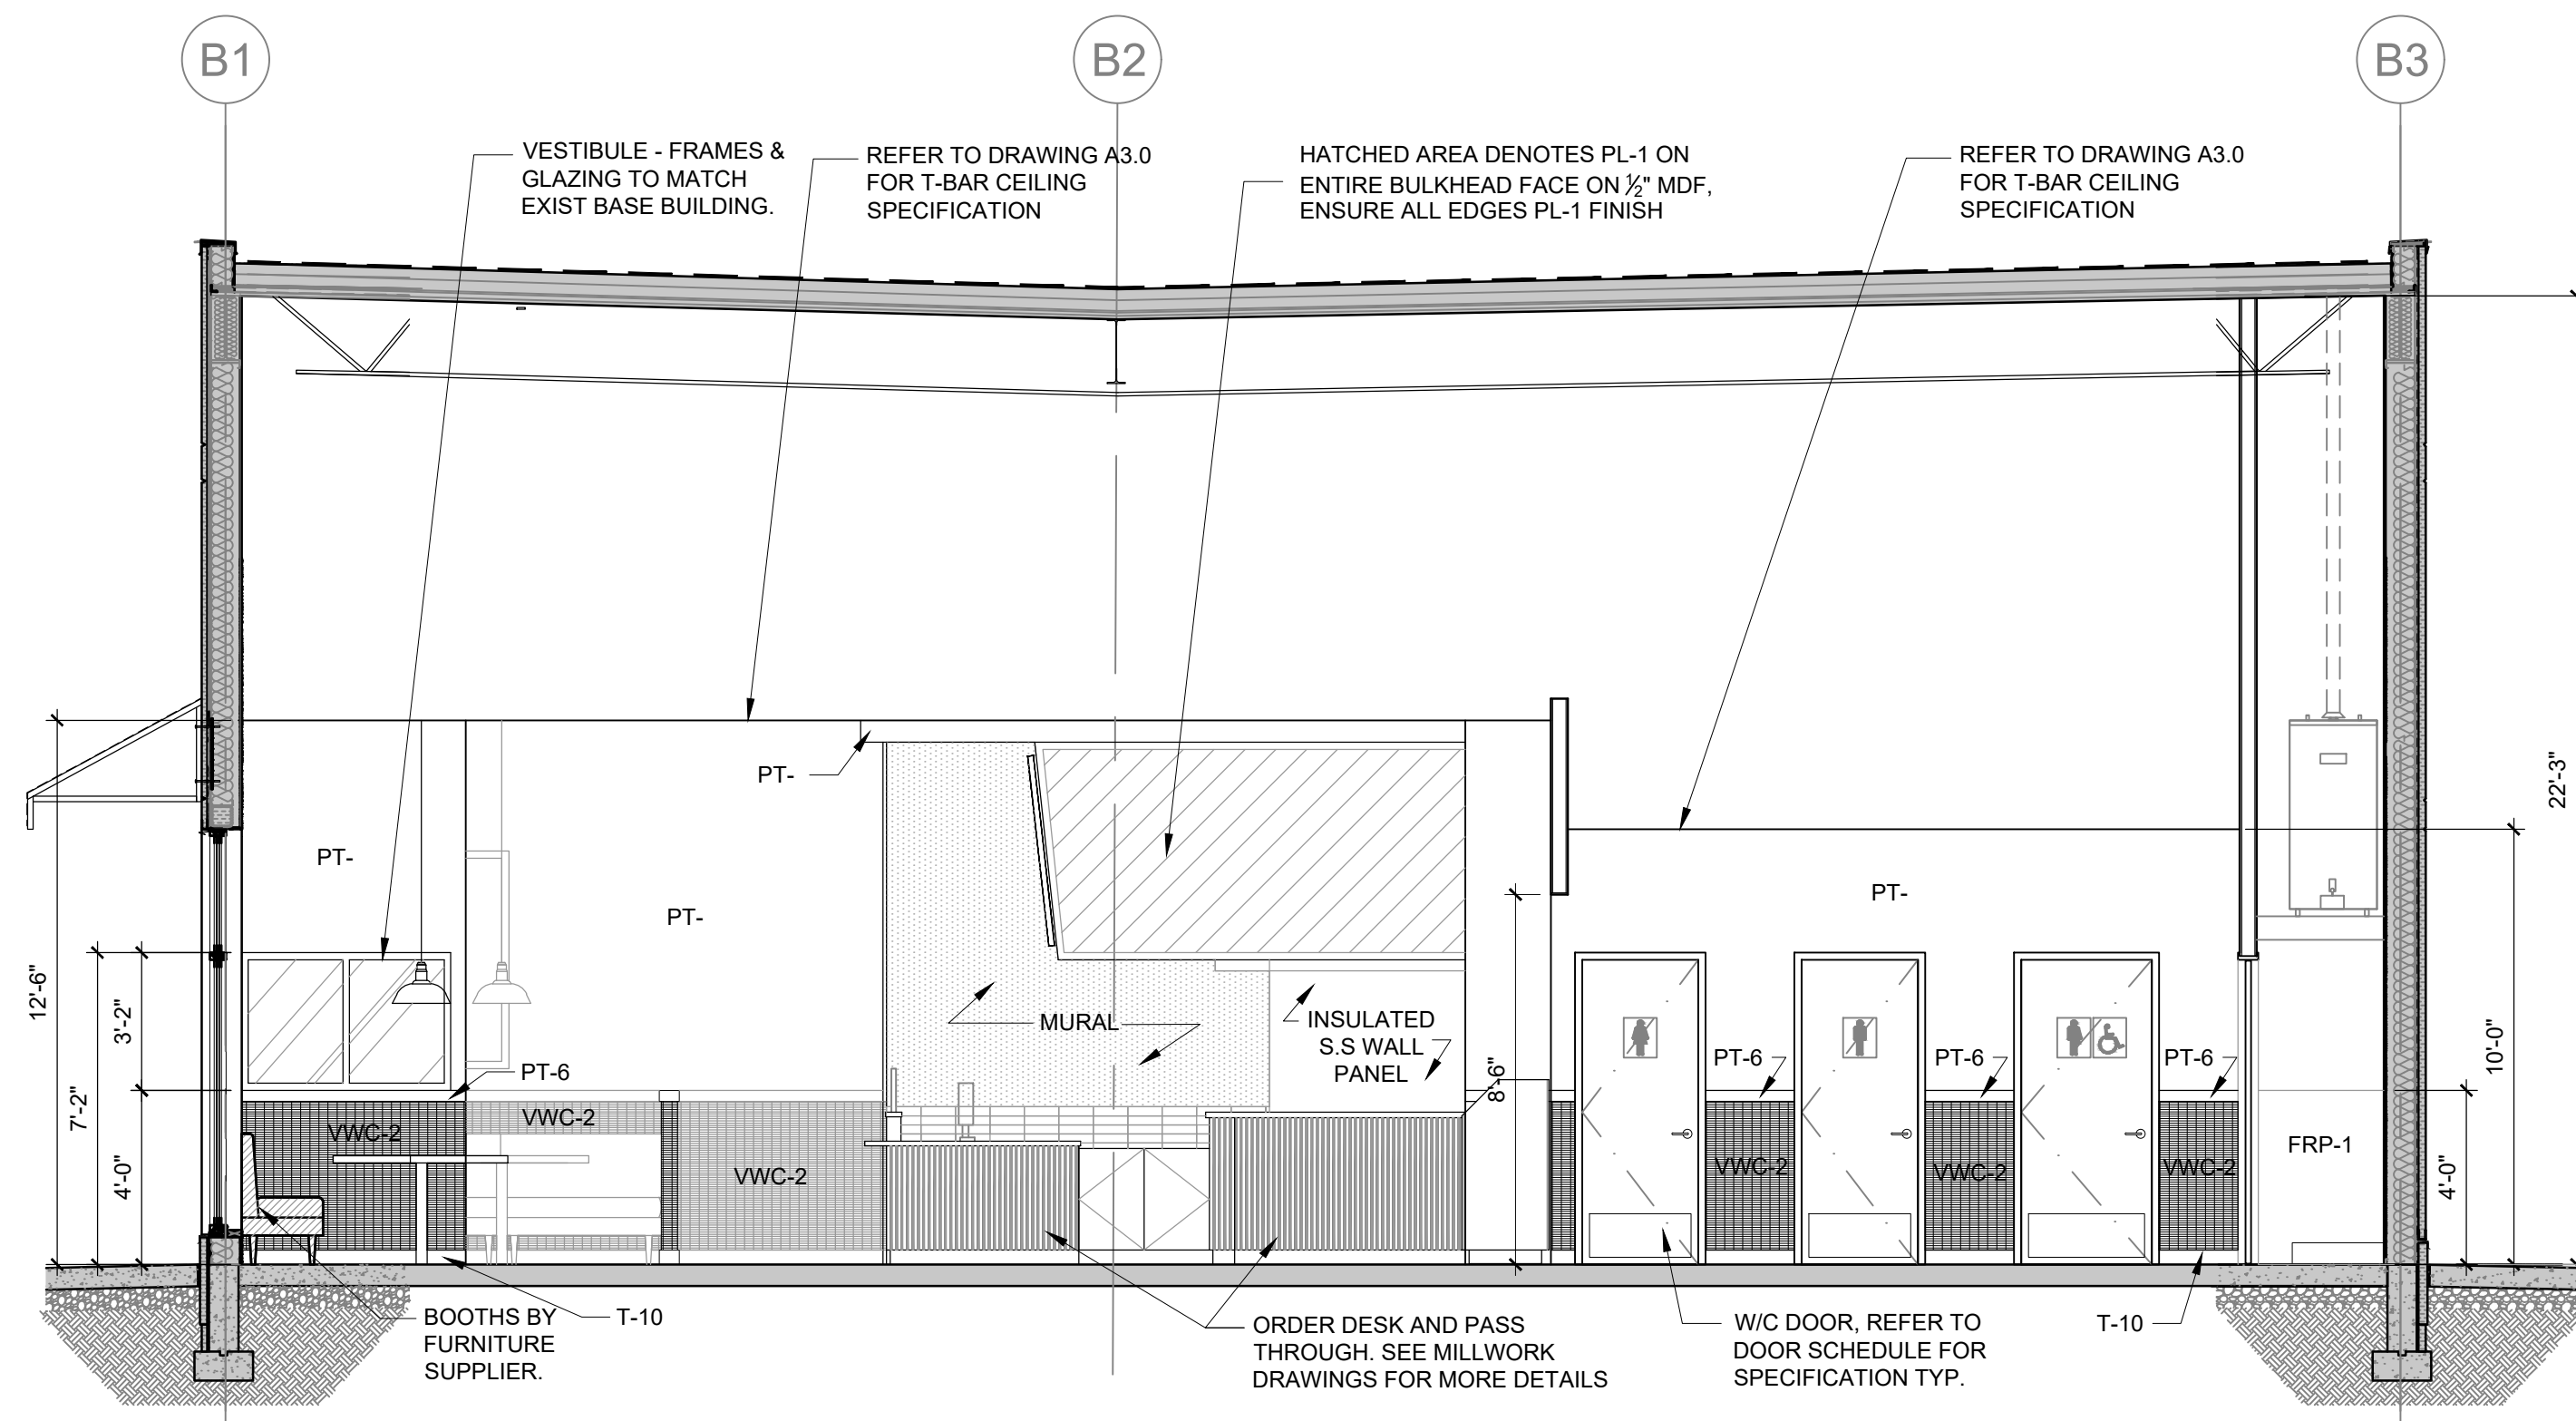 B1
B2
B3
VESTIBULE - FRAMES &
GLAZING TO MATCH
EXIST BASE BUILDING.
REFER TO DRAWING A3.0
FOR T-BAR CEILING
SPECIFICATION
HATCHED AREA DENOTES PL-1 ON
ENTIRE BULKHEAD FACE ON ½" MDF,
ENSURE ALL EDGES PL-1 FINISH
REFER TO DRAWING A3.0
FOR T-BAR CEILING
SPECIFICATION
22'-3"
PT-
PT-
PT-
PT-
12'-6"
7'-2"
3'-2"
4'-0"
MURAL
INSULATED
S.S WALL
PANEL
8'-6"
10'-0"
4'-0"
PT-6
PT-6
PT-6
PT-6
VWC-2
VWC-2
VWC-2
VWC-2
VWC-2
VWC-2
FRP-1
BOOTHS BY
FURNITURE
SUPPLIER.
T-10
ORDER DESK AND PASS
THROUGH. SEE MILLWORK
DRAWINGS FOR MORE DETAILS
W/C DOOR, REFER TO
DOOR SCHEDULE FOR
SPECIFICATION TYP.
T-10